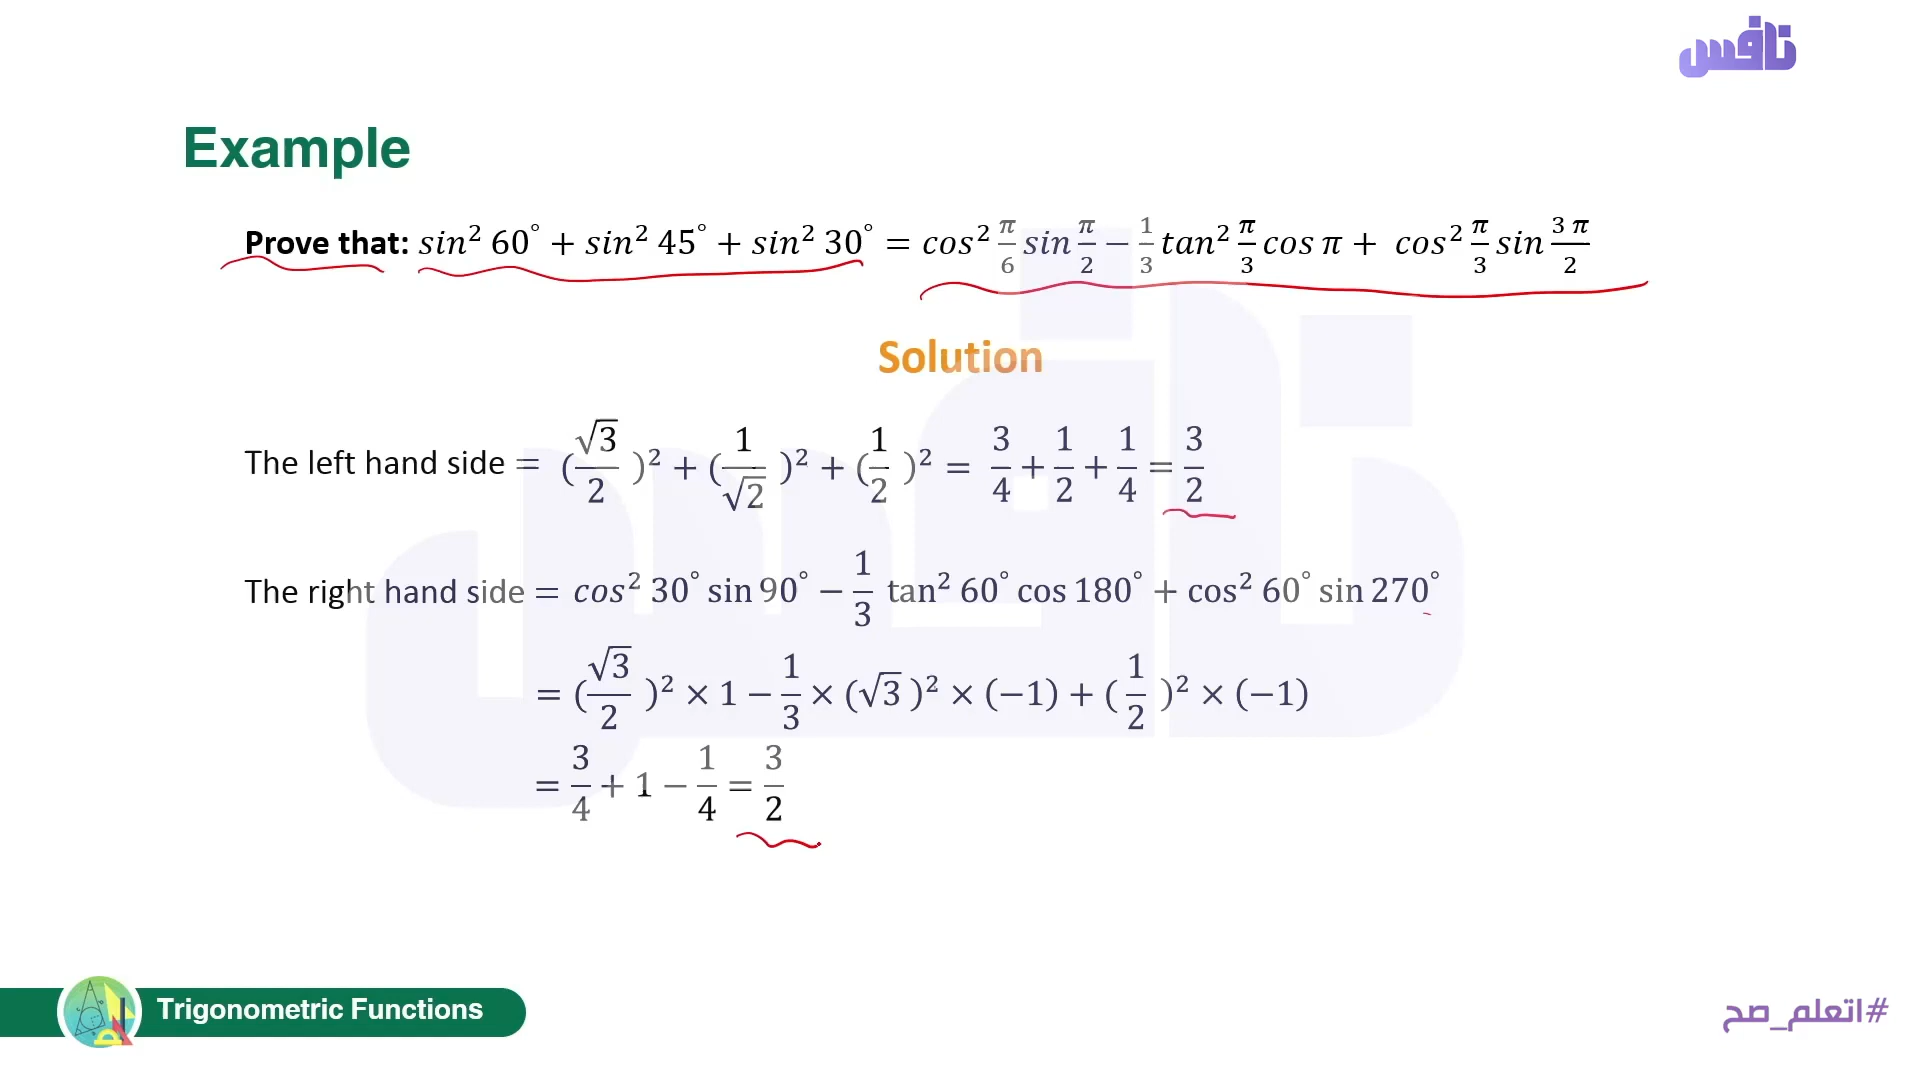 نافس
Example
Prove that: sin² 60° + sin² 45° + sin² 30° = cos² π/6 sin π/2 − 1/3 tan² π/3 cos π + cos² π/3 sin 3π/2
Solution
The left hand side = (√3/2)² + (1/√2)² + (1/2)² = 3/4 + 1/2 + 1/4 = 3/2
The right hand side = cos² 30° sin 90° − 1/3 tan² 60° cos 180° + cos² 60° sin 270°
= (√3/2)² × 1 − 1/3 × (√3)² × (−1) + (1/2)² × (−1)
= 3/4 + 1 − 1/4 = 3/2
Trigonometric Functions
#اتعلم_صح